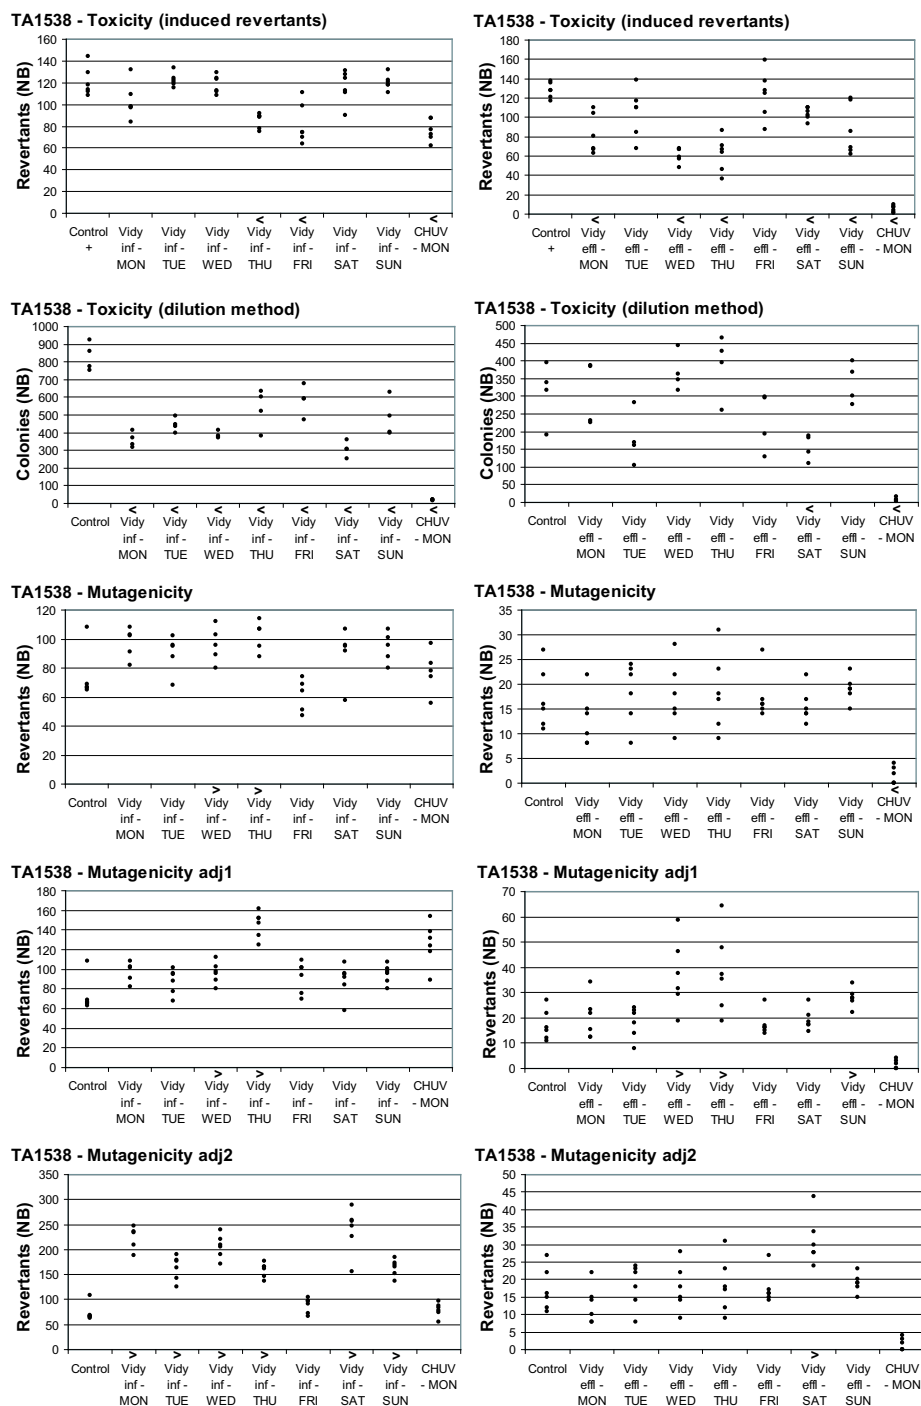 TA1538 - Toxicity (induced revertants)
Revertants (NB)
160
140
120
100
80
60
40
20
0
< < <
Control Vidy Vidy Vidy Vidy Vidy Vidy Vidy CHUV
+ inf - inf - inf - inf - inf - inf - inf - - MON
MON TUE WED THU FRI SAT SUN
TA1538 - Toxicity (induced revertants)
Revertants (NB)
180
160
140
120
100
80
60
40
20
0
< < < < < <
Control Vidy Vidy Vidy Vidy Vidy Vidy Vidy CHUV
+ effl - effl - effl - effl - effl - effl - effl - - MON
MON TUE WED THU FRI SAT SUN
TA1538 - Toxicity (dilution method)
Colonies (NB)
1000
900
800
700
600
500
400
300
200
100
0
< < < < < < < <
Control Vidy Vidy Vidy Vidy Vidy Vidy Vidy CHUV
inf - inf - inf - inf - inf - inf - inf - - MON
MON TUE WED THU FRI SAT SUN
TA1538 - Toxicity (dilution method)
Colonies (NB)
500
450
400
350
300
250
200
150
100
50
0
< <
Control Vidy Vidy Vidy Vidy Vidy Vidy Vidy CHUV
effl - effl - effl - effl - effl - effl - effl - - MON
MON TUE WED THU FRI SAT SUN
TA1538 - Mutagenicity
Revertants (NB)
120
100
80
60
40
20
0
> >
Control Vidy Vidy Vidy Vidy Vidy Vidy Vidy CHUV
inf - inf - inf - inf - inf - inf - inf - - MON
MON TUE WED THU FRI SAT SUN
TA1538 - Mutagenicity
Revertants (NB)
35
30
25
20
15
10
5
0
<
Control Vidy Vidy Vidy Vidy Vidy Vidy Vidy CHUV
effl - effl - effl - effl - effl - effl - effl - - MON
MON TUE WED THU FRI SAT SUN
TA1538 - Mutagenicity adj1
Revertants (NB)
180
160
140
120
100
80
60
40
20
0
> >
Control Vidy Vidy Vidy Vidy Vidy Vidy Vidy CHUV
inf - inf - inf - inf - inf - inf - inf - - MON
MON TUE WED THU FRI SAT SUN
TA1538 - Mutagenicity adj1
Revertants (NB)
70
60
50
40
30
20
10
0
> > >
Control Vidy Vidy Vidy Vidy Vidy Vidy Vidy CHUV
effl - effl - effl - effl - effl - effl - effl - - MON
MON TUE WED THU FRI SAT SUN
TA1538 - Mutagenicity adj2
Revertants (NB)
350
300
250
200
150
100
50
0
> > > > > >
Control Vidy Vidy Vidy Vidy Vidy Vidy Vidy CHUV
inf - inf - inf - inf - inf - inf - inf - - MON
MON TUE WED THU FRI SAT SUN
TA1538 - Mutagenicity adj2
Revertants (NB)
50
45
40
35
30
25
20
15
10
5
0
>
Control Vidy Vidy Vidy Vidy Vidy Vidy Vidy CHUV
effl - effl - effl - effl - effl - effl - effl - - MON
MON TUE WED THU FRI SAT SUN